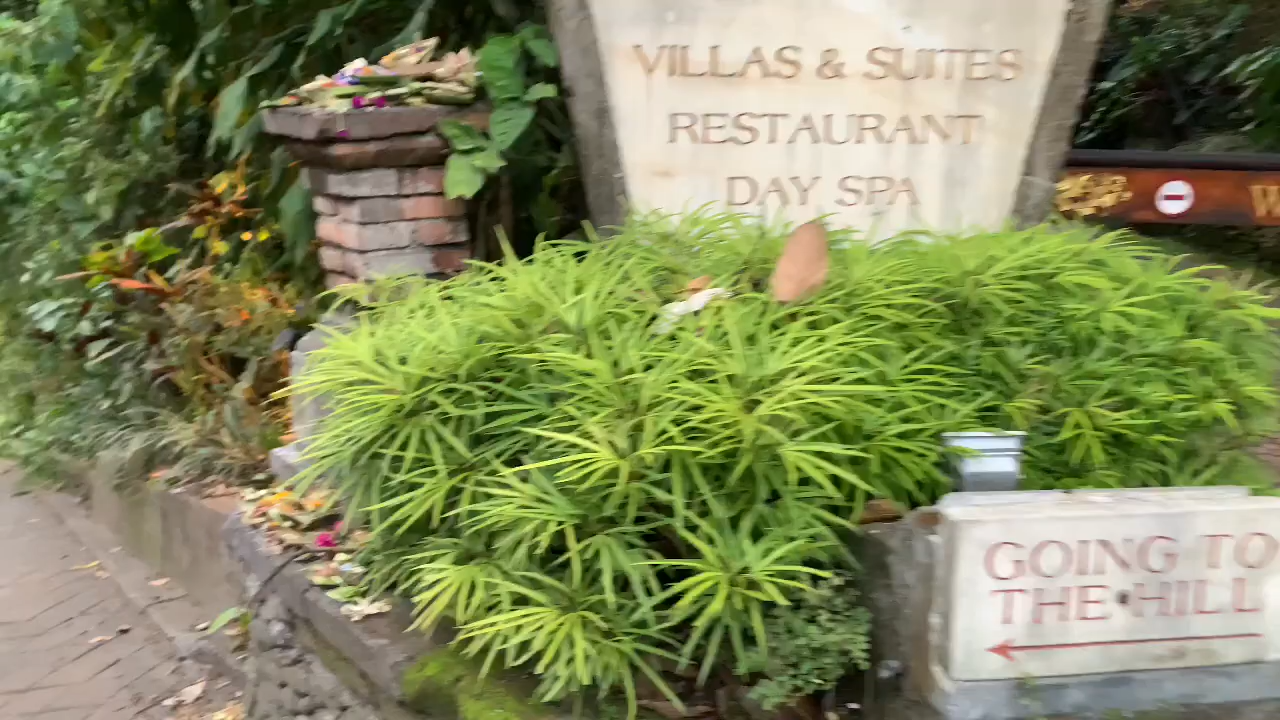 VILLAS & SUITES
RESTAURANT
DAY SPA
GOING TO
THE HILL